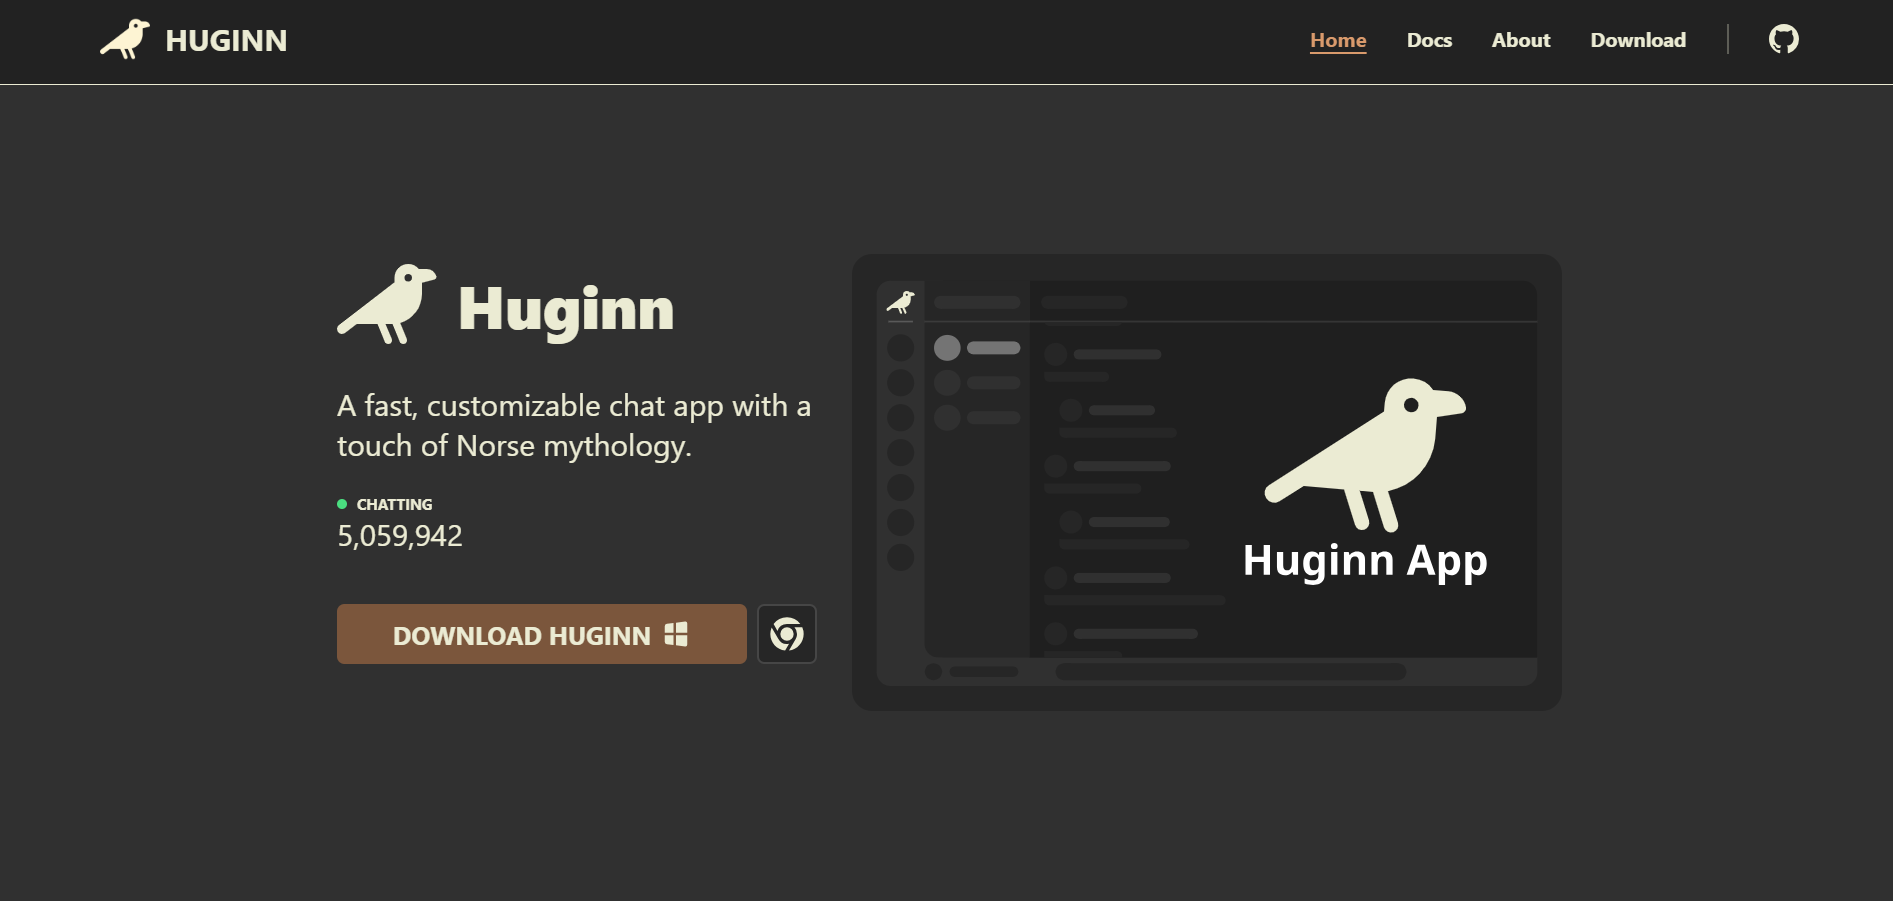 HUGINN
Home
Docs
About
Download
Huginn
A fast, customizable chat app with a
touch of Norse mythology.
CHATTING
5,059,942
DOWNLOAD HUGINN
Huginn App